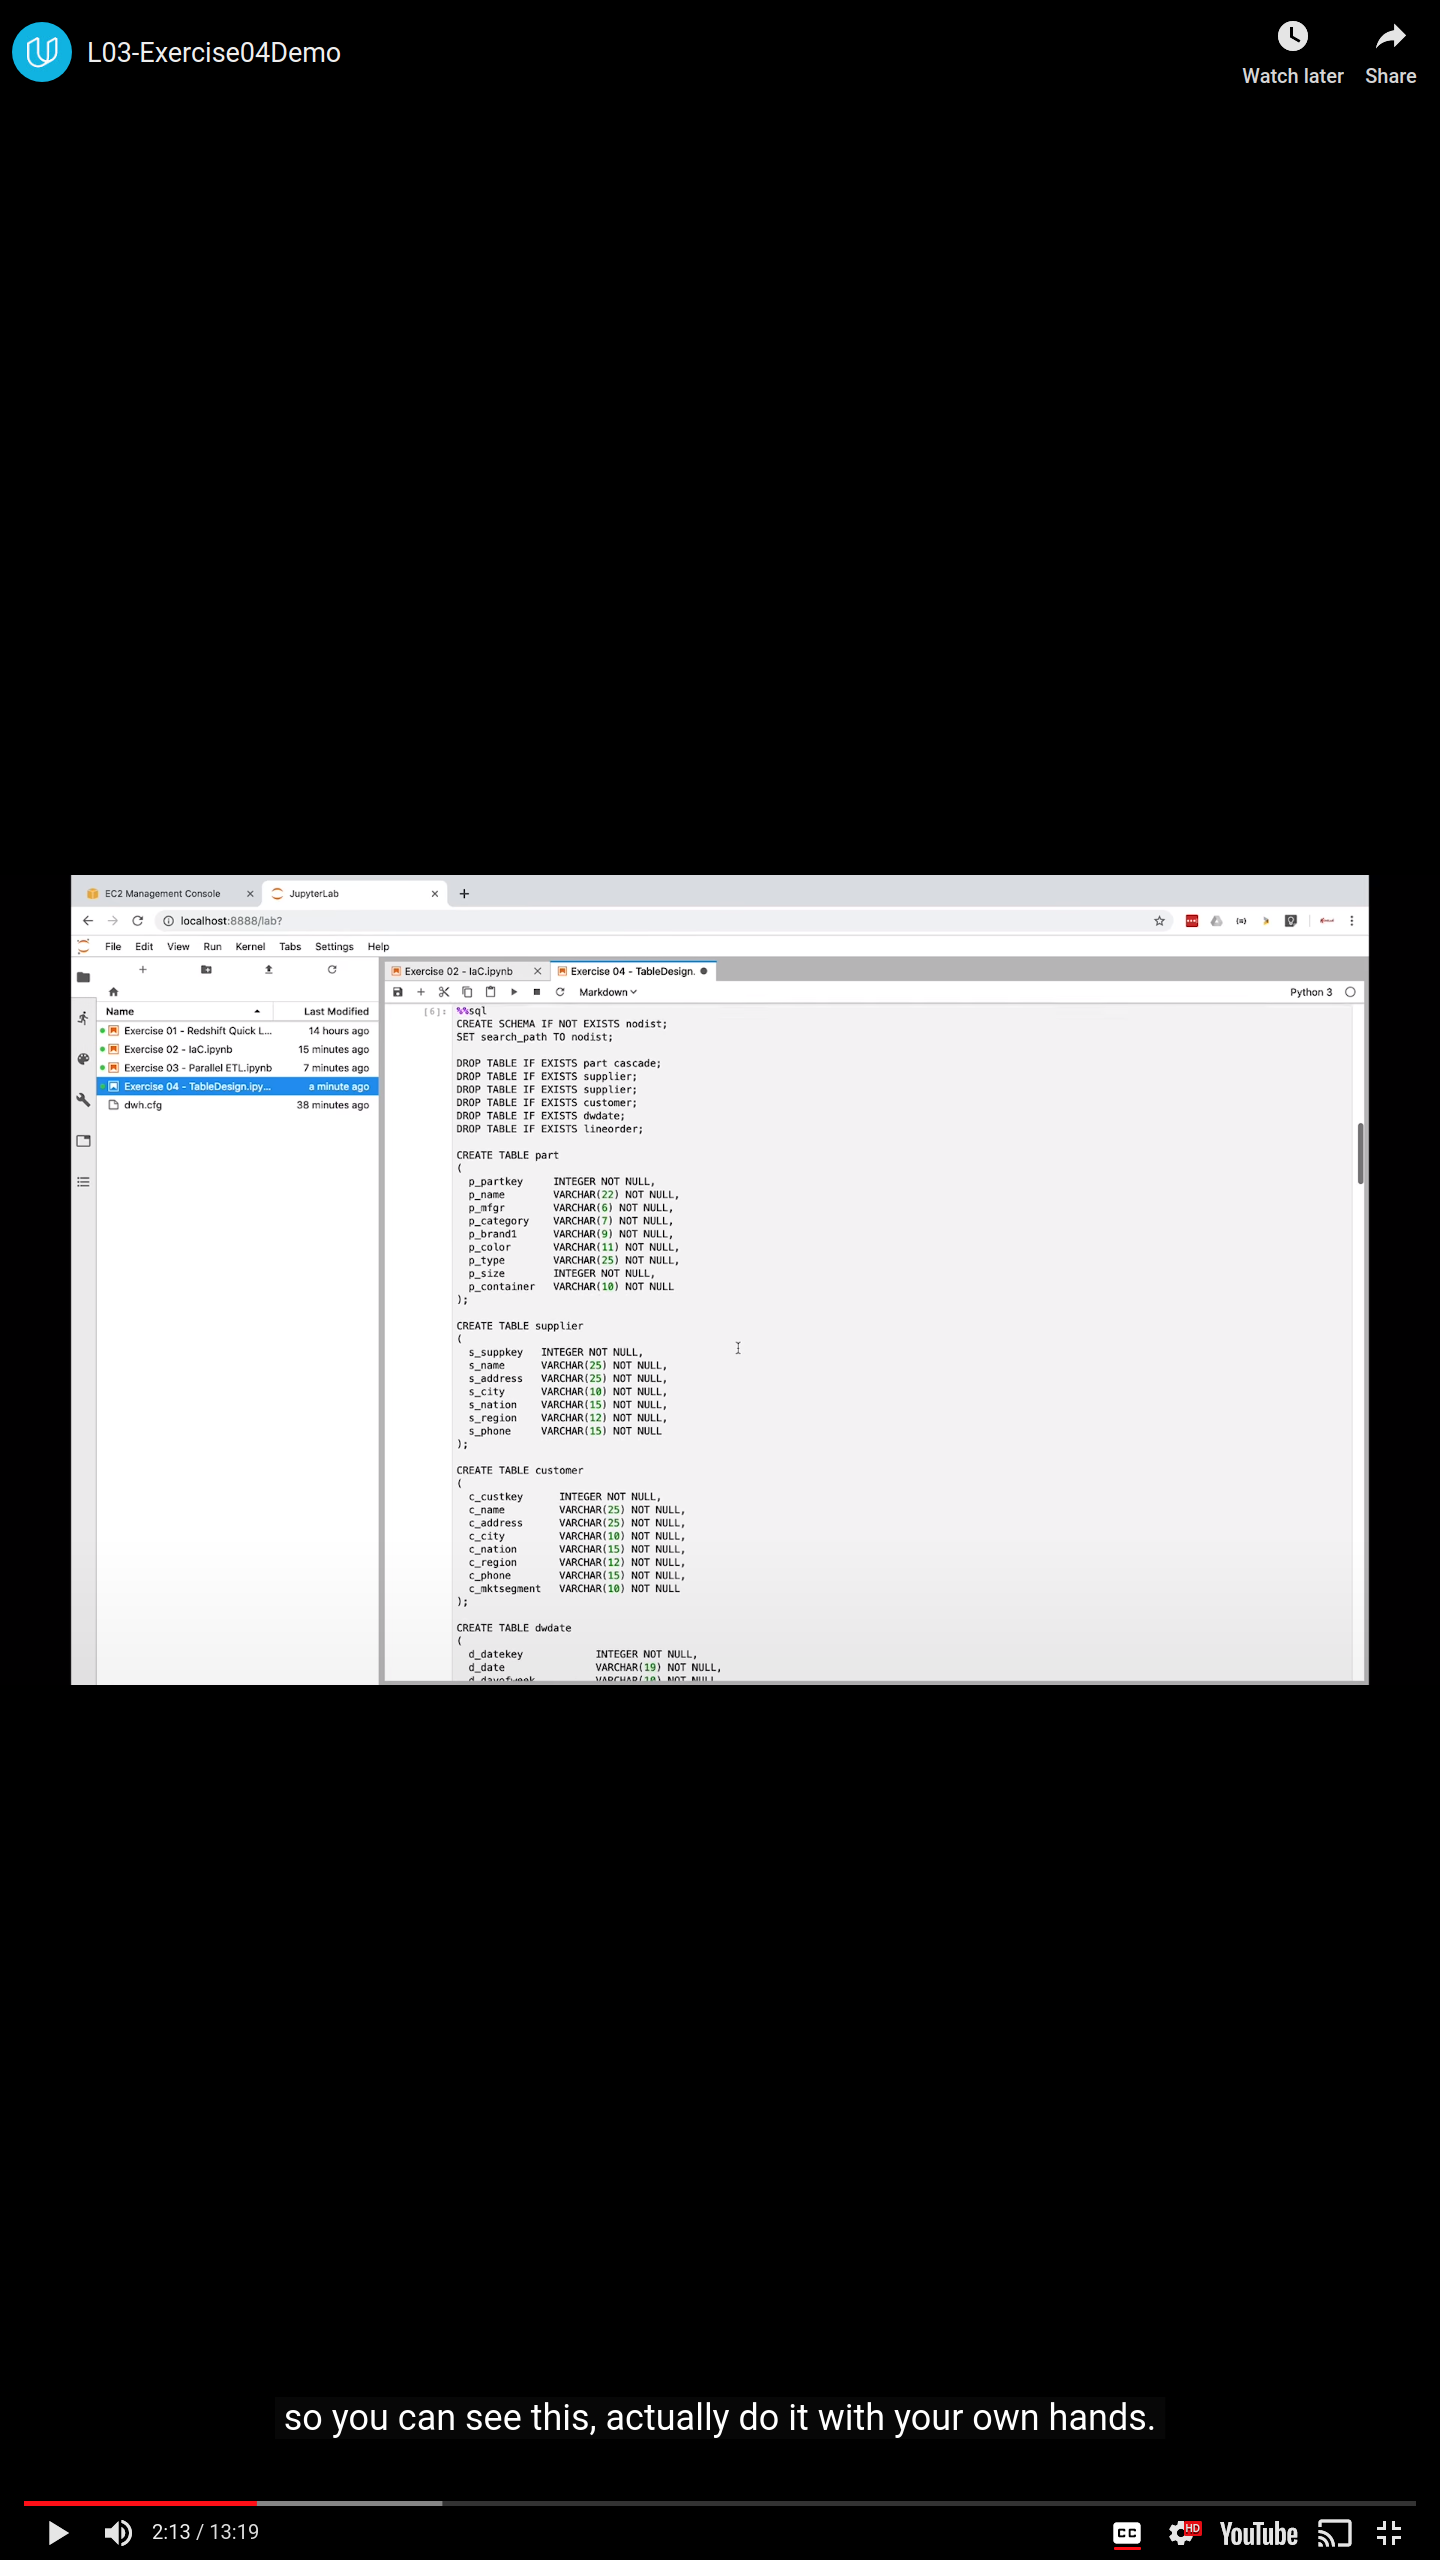 L03-Exercise04Demo
Watch later
Share
EC2 Management Console
JupyterLab
localhost:8888/lab?
File Edit View Run Kernel Tabs Settings Help
Exercise 02 - IaC.ipynb
Exercise 04 - TableDesign.
Markdown
Python 3
Name
Last Modified
Exercise 01 - Redshift Quick L... 14 hours ago
Exercise 02 - IaC.ipynb 15 minutes ago
Exercise 03 - Parallel ETL.ipynb 7 minutes ago
Exercise 04 - TableDesign.ipy... a minute ago
dwh.cfg 38 minutes ago
[6]: %%sql
CREATE SCHEMA IF NOT EXISTS nodist;
SET search_path TO nodist;
DROP TABLE IF EXISTS part cascade;
DROP TABLE IF EXISTS supplier;
DROP TABLE IF EXISTS supplier;
DROP TABLE IF EXISTS customer;
DROP TABLE IF EXISTS dwdate;
DROP TABLE IF EXISTS lineorder;
CREATE TABLE part
(
p_partkey INTEGER NOT NULL,
p_name VARCHAR(22) NOT NULL,
p_mfgr VARCHAR(6) NOT NULL,
p_category VARCHAR(7) NOT NULL,
p_brand1 VARCHAR(9) NOT NULL,
p_color VARCHAR(11) NOT NULL,
p_type VARCHAR(25) NOT NULL,
p_size INTEGER NOT NULL,
p_container VARCHAR(10) NOT NULL
);
CREATE TABLE supplier
(
s_suppkey INTEGER NOT NULL,
s_name VARCHAR(25) NOT NULL,
s_address VARCHAR(25) NOT NULL,
s_city VARCHAR(10) NOT NULL,
s_nation VARCHAR(15) NOT NULL,
s_region VARCHAR(12) NOT NULL,
s_phone VARCHAR(15) NOT NULL
);
CREATE TABLE customer
(
c_custkey INTEGER NOT NULL,
c_name VARCHAR(25) NOT NULL,
c_address VARCHAR(25) NOT NULL,
c_city VARCHAR(10) NOT NULL,
c_nation VARCHAR(15) NOT NULL,
c_region VARCHAR(12) NOT NULL,
c_phone VARCHAR(15) NOT NULL,
c_mktsegment VARCHAR(10) NOT NULL
);
CREATE TABLE dwdate
(
d_datekey INTEGER NOT NULL,
d_date VARCHAR(19) NOT NULL,
d_dayofweek VARCHAR(10) NOT NULL
so you can see this, actually do it with your own hands.
2:13 / 13:19
CC
HD
YouTube